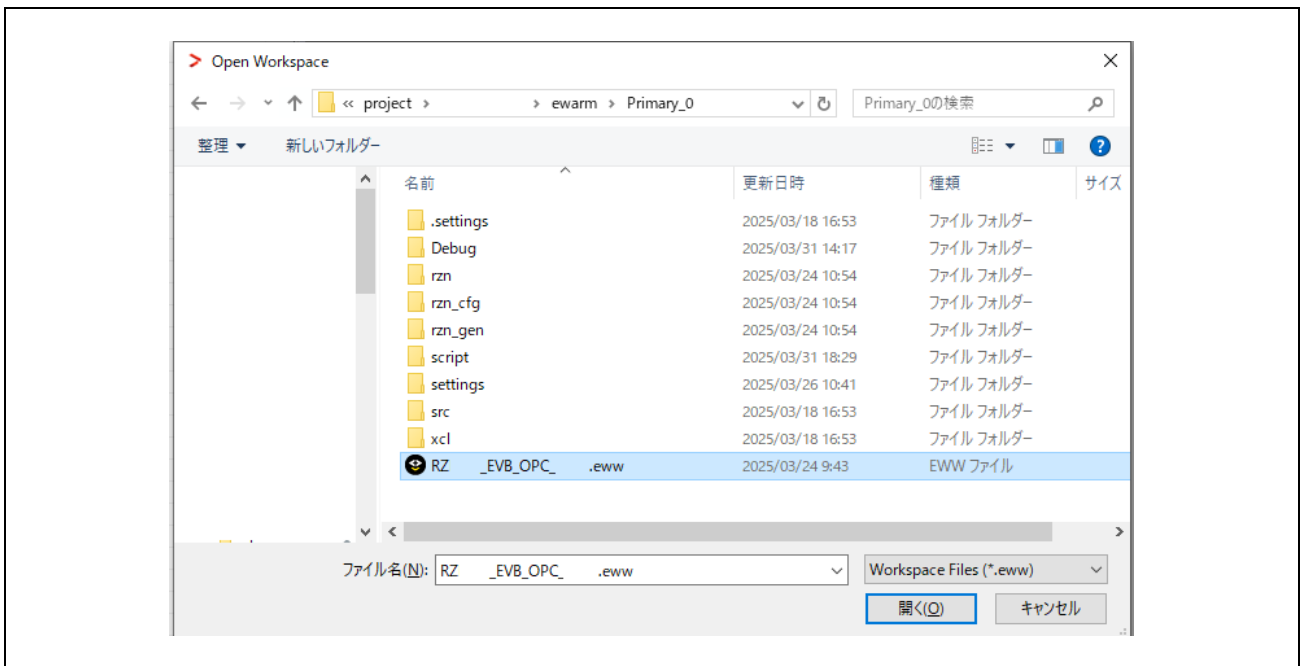 Open Workspace
« project > > ewarm > Primary_0
Primary_0の検索
整理 新しいフォルダー
名前 更新日時 種類 サイズ
.settings 2025/03/18 16:53 ファイル フォルダー
Debug 2025/03/31 14:17 ファイル フォルダー
rzn 2025/03/24 10:54 ファイル フォルダー
rzn_cfg 2025/03/24 10:54 ファイル フォルダー
rzn_gen 2025/03/24 10:54 ファイル フォルダー
script 2025/03/31 18:29 ファイル フォルダー
settings 2025/03/26 10:41 ファイル フォルダー
src 2025/03/18 16:53 ファイル フォルダー
xcl 2025/03/18 16:53 ファイル フォルダー
RZ _EVB_OPC_ .eww 2025/03/24 9:43 EWW ファイル
ファイル名(N): RZ _EVB_OPC_ .eww Workspace Files (*.eww)
開く(O) キャンセル